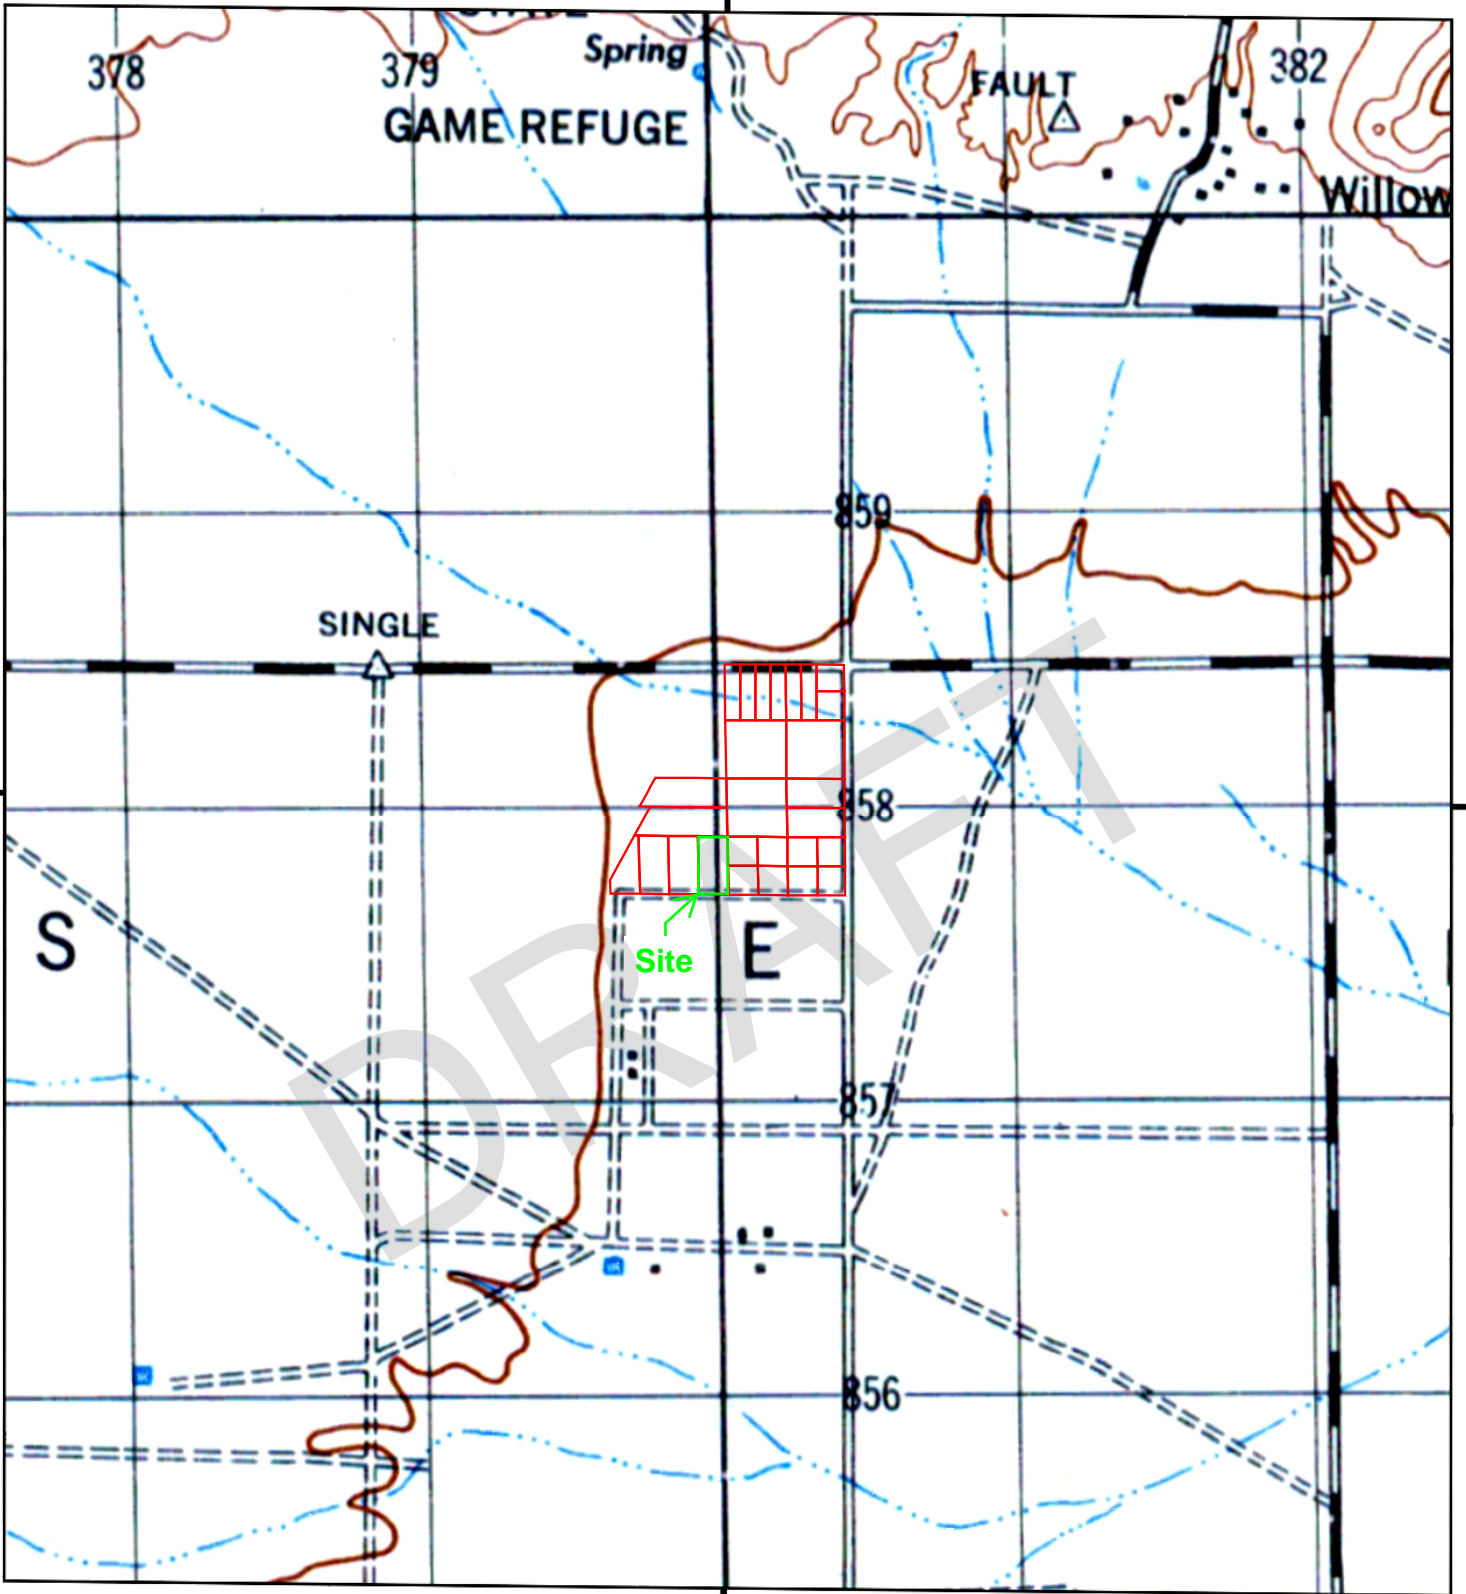 Spring
378
379
382
FAULT
GAME REFUGE
Willow
859
SINGLE
858
S
E
Site
857
856
DRAFT